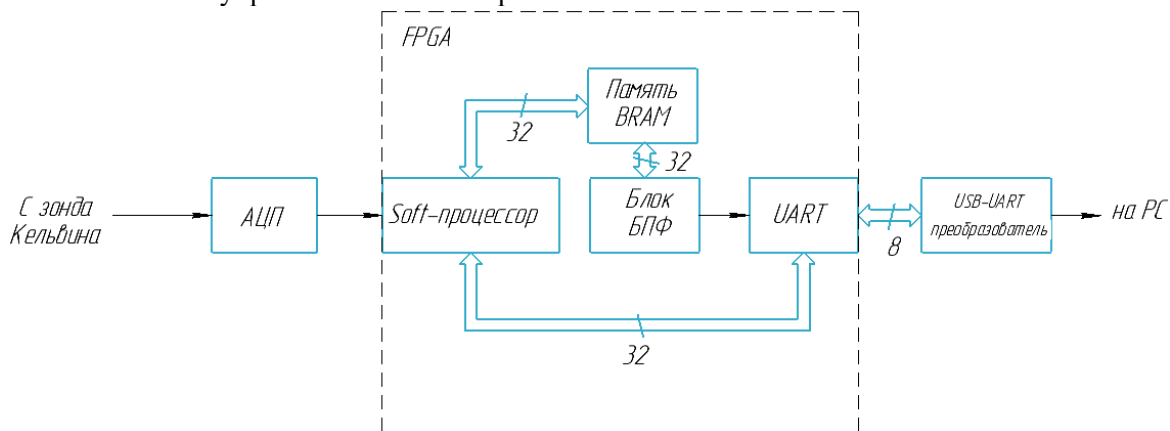 FPGA
Память
BRAM
32
32
С зонда
Кельвина
АЦП
Soft-процессор
Блок
БПФ
UART
8
USB-UART
преобразователь
на PC
32